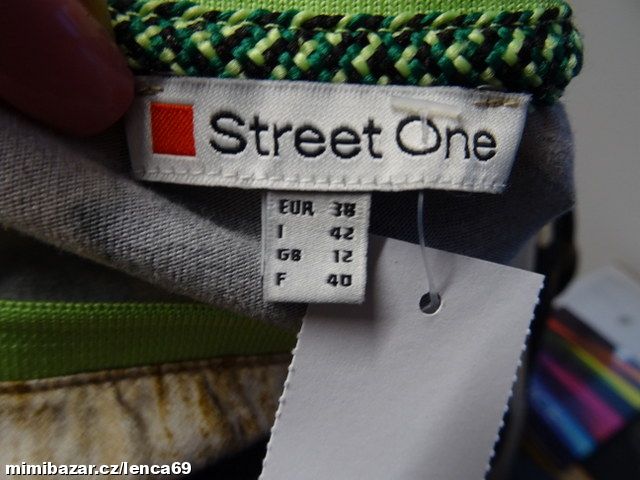 Street One
EUR 38
I 42
GB 12
F 40
mimibazar.cz/lenca69